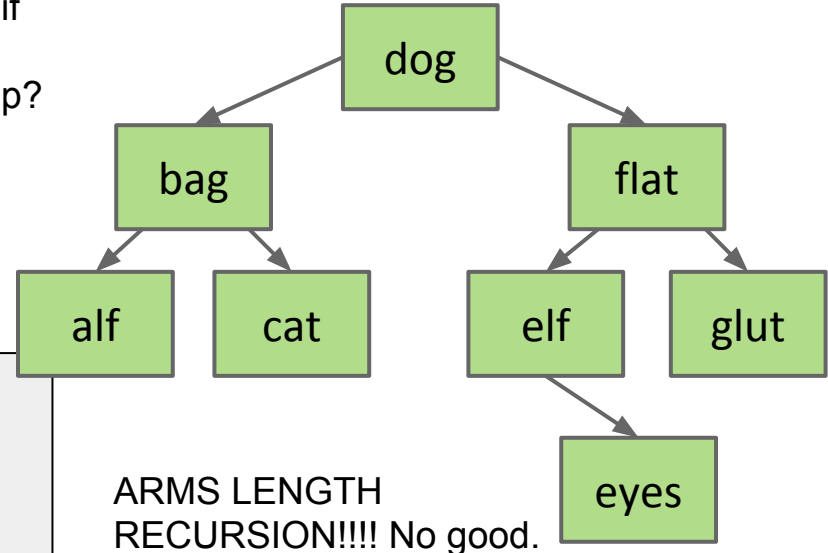 dog
p?
bag
flat
alf
cat
elf
glut
eyes
ARMS LENGTH
RECURSION!!!! No good.